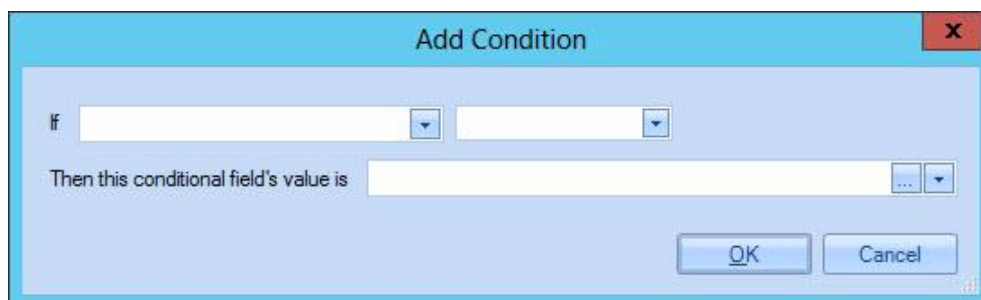 Add Condition
x
If
Then this conditional field's value is
...
OK
Cancel